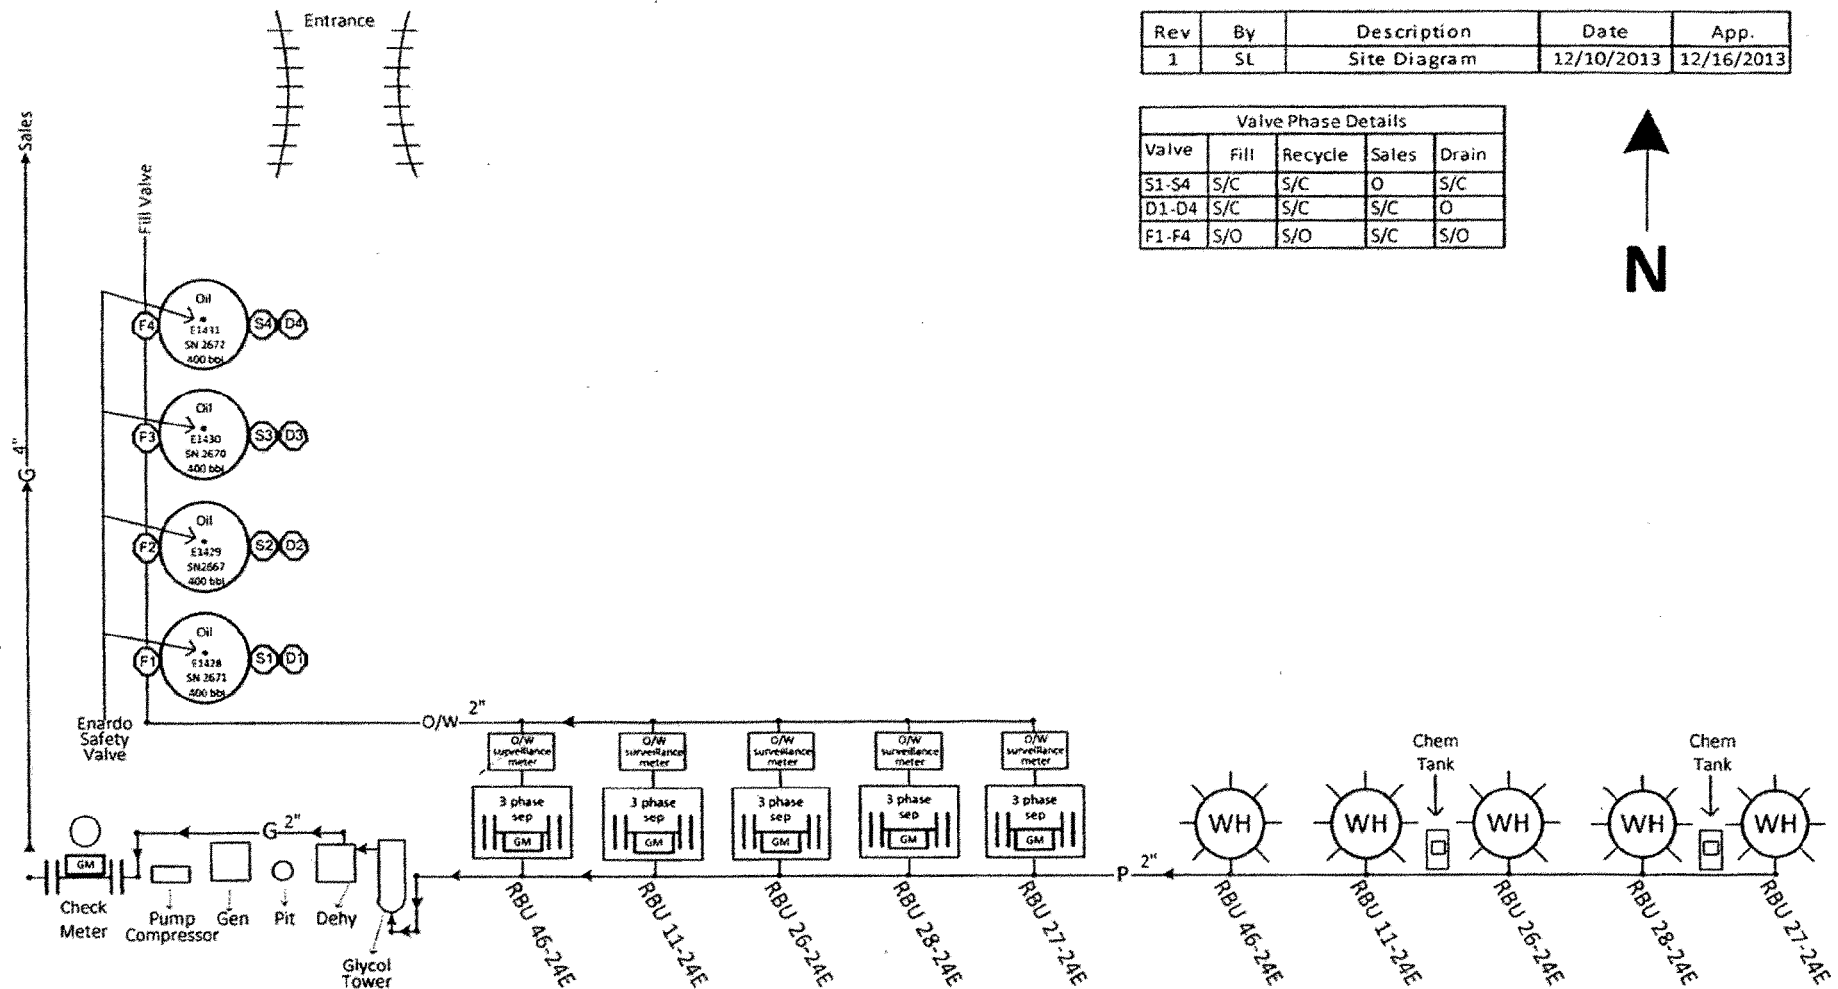 Entrance
Rev By Description Date App.
1 SL Site Diagram 12/10/2013 12/16/2013
Valve Phase Details
Valve Fill Recycle Sales Drain
S1-S4 S/C S/C O S/C
D1-D4 S/C S/C S/C O
F1-F4 S/O S/O S/C S/O
N
Sales
G 4"
Fill Valve
Oil
E1431
SN 2672
400 bbl
F4 S4 D4
Oil
E1430
SN 2670
400 bbl
F3 S3 D3
Oil
E1429
SN2667
400 bbl
F2 S2 D2
Oil
E1428
SN 2671
400 bbl
F1 S1 D1
Enardo
Safety
Valve
O/W 2"
O/W
surveillance
meter
O/W
surveillance
meter
O/W
surveillance
meter
O/W
surveillance
meter
O/W
surveillance
meter
3 phase
sep
GM
3 phase
sep
GM
3 phase
sep
GM
3 phase
sep
GM
3 phase
sep
GM
Chem
Tank
Chem
Tank
WH WH WH WH WH
G 2"
GM
P 2"
Check
Meter
Pump
Compressor
Gen
Pit
Dehy
Glycol
Tower
RBU 46-24E
RBU 11-24E
RBU 26-24E
RBU 28-24E
RBU 27-24E
RBU 46-24E
RBU 11-24E
RBU 26-24E
RBU 28-24E
RBU 27-24E